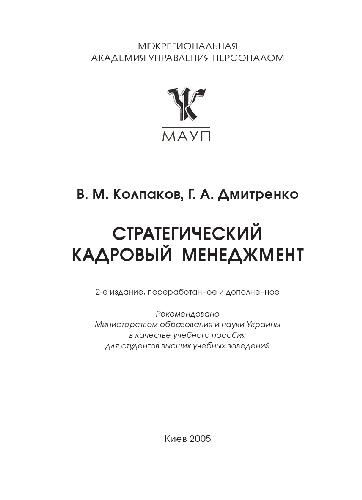 МЕЖРЕГИОНАЛЬНАЯ
АКАДЕМИЯ УПРАВЛЕНИЯ ПЕРСОНАЛОМ
МАУП
В. М. Колпаков, Г. А. Дмитренко
СТРАТЕГИЧЕСКИЙ
КАДРОВЫЙ МЕНЕДЖМЕНТ
2-е издание, переработанное и дополненное
Рекомендовано
Министерством образования и науки Украины
в качестве учебного пособия
для студентов высших учебных заведений
Киев 2005